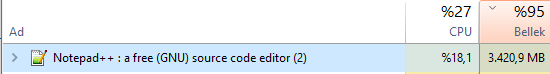 %27 %95
Ad CPU Bellek
Notepad++ : a free (GNU) source code editor (2) %18,1 3.420,9 MB